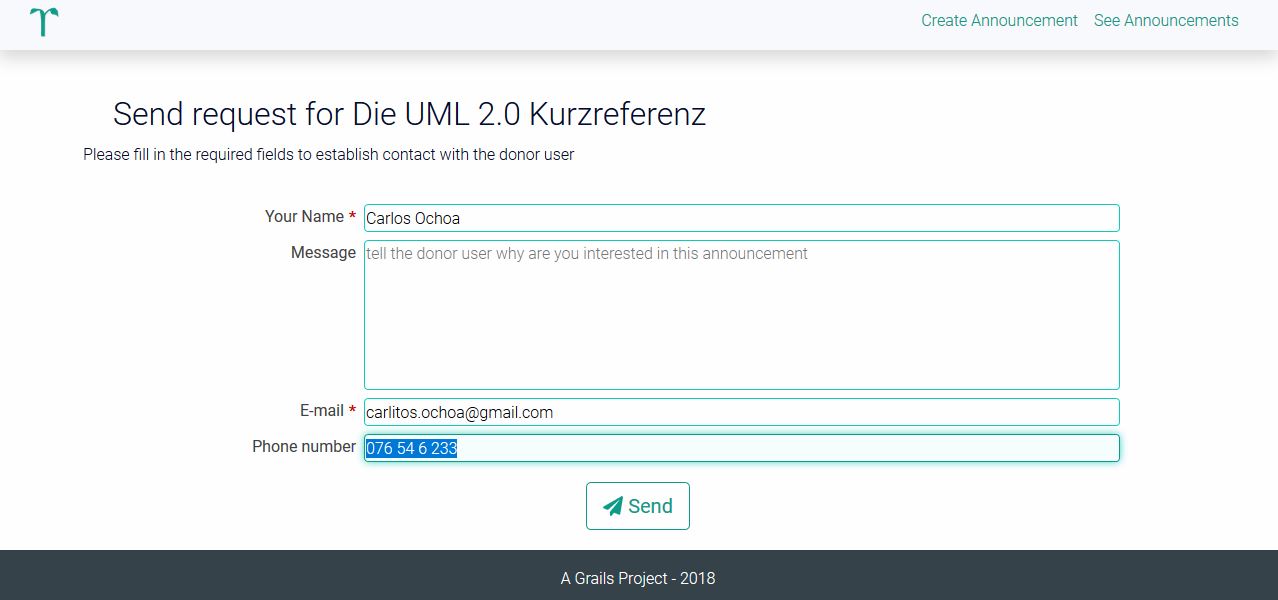 Create Announcement See Announcements
Send request for Die UML 2.0 Kurzreferenz
Please fill in the required fields to establish contact with the donor user
Your Name * Carlos Ochoa
Message tell the donor user why are you interested in this announcement
E-mail * carlitos.ochoa@gmail.com
Phone number 076 54 6 233
Send
A Grails Project - 2018